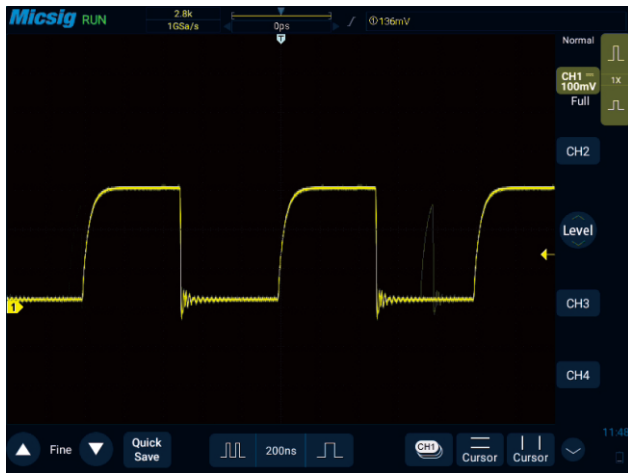 Micsig RUN
2.8k
1GSa/s
0ps
①136mV
T
Normal
CH1
100mV
1X
Full
CH2
Level
1
CH3
CH4
11:48
Fine
Quick
Save
200ns
CH1
Cursor
Cursor